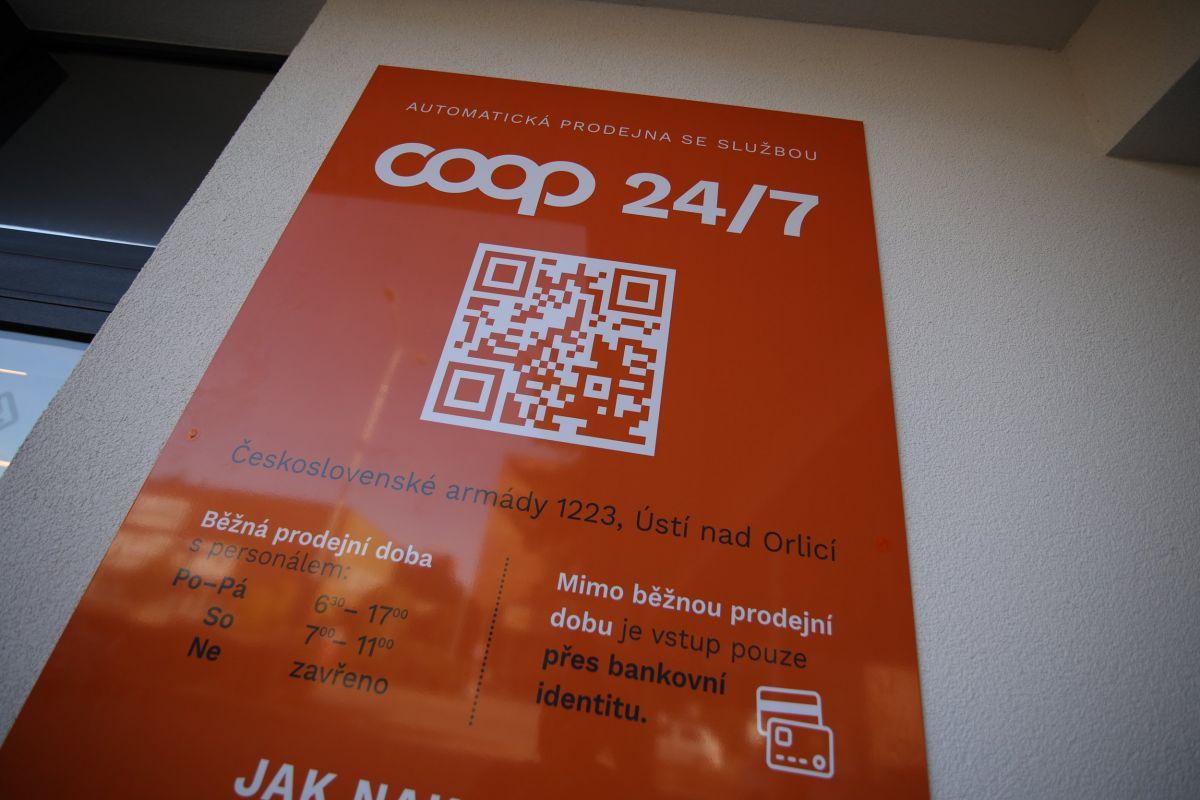 AUTOMATICKÁ PRODEJNA SE SLUŽBOU
coop 24/7
Československé armády 1223, Ústí nad Orlicí
Běžná prodejní doba
s personálem:
Po–Pá 6³⁰– 17⁰⁰
So 7⁰⁰– 11⁰⁰
Ne zavřeno
Mimo běžnou prodejní
dobu je vstup pouze
přes bankovní
identitu.
JAK